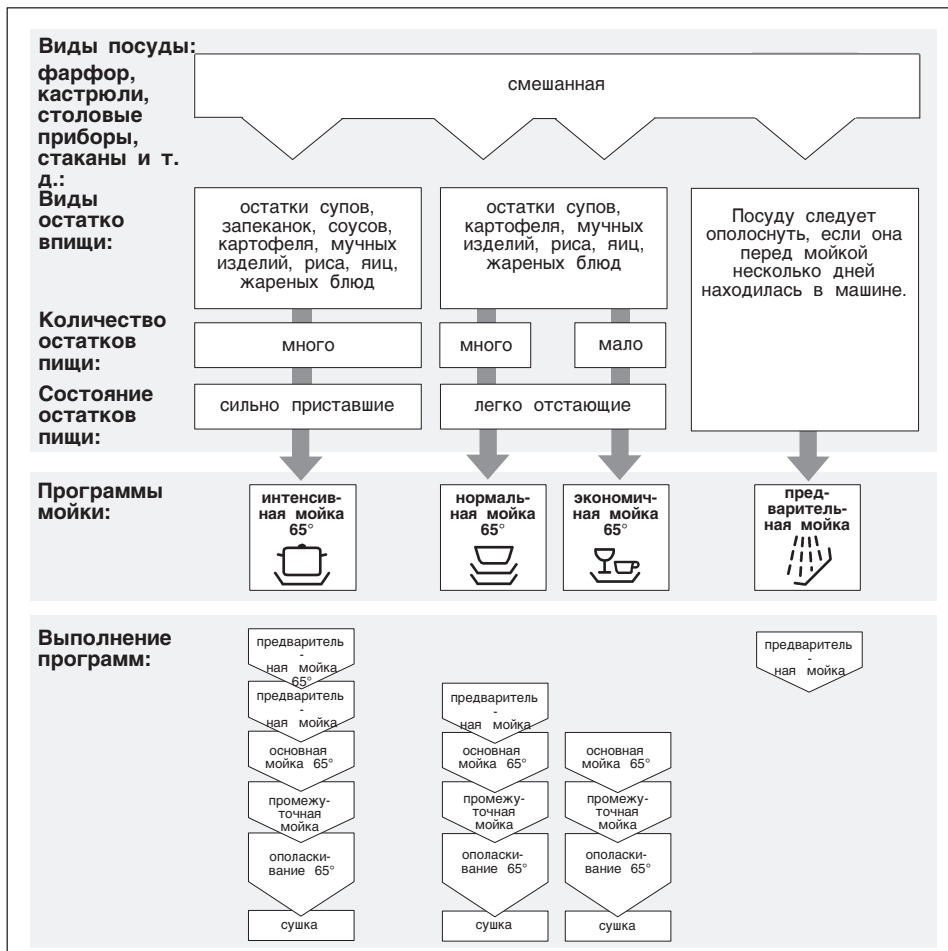 Виды посуды:
фарфор,
кастрюли,
столовые
приборы,
стаканы и т.
д.:
смешанная
Виды
остатко
впищи:
остатки супов,
запеканок, соусов,
картофеля, мучных
изделий, риса, яиц,
жареных блюд
остатки супов,
картофеля, мучных
изделий, риса, яиц,
жареных блюд
Посуду следует
ополоснуть, если она
перед мойкой
несколько дней
находилась в машине.
Количество
остатков
пищи:
много
много
мало
Состояние
остатков
пищи:
сильно приставшие
легко отстающие
Программы
мойки:
интенсив-
ная мойка
65°
нормаль-
ная мойка
65°
экономич-
ная мойка
65°
пред-
варитель-
ная мойка
Выполнение
программ:
предваритель
-
ная мойка
65°
предваритель
-
ная мойка
основная
мойка 65°
промежу-
точная
мойка
ополаски-
вание 65°
сушка
предваритель
-
ная мойка
основная
мойка 65°
промежу-
точная
мойка
ополаски-
вание 65°
сушка
основная
мойка 65°
промежу-
точная
мойка
ополаски-
вание 65°
сушка
предваритель
-
ная мойка